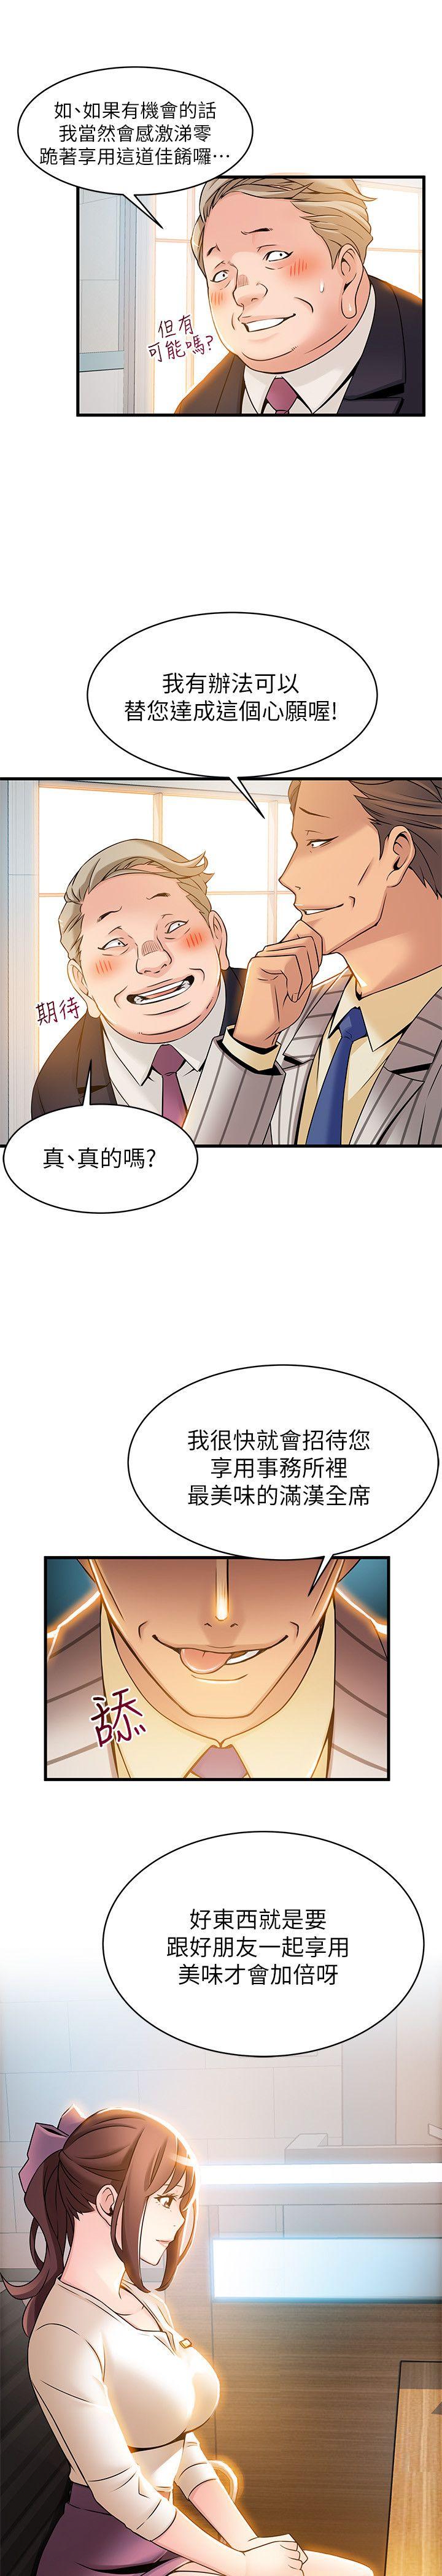 如、如果有機會的話
我當然會感激涕零
跪著享用這道佳餚囉…
但有
可能嗎?
我有辦法可以
替您達成這個心願喔!
期待
真、真的嗎?
我很快就會招待您
享用事務所裡
最美味的滿漢全席
舔
好東西就是要
跟好朋友一起享用
美味才會加倍呀